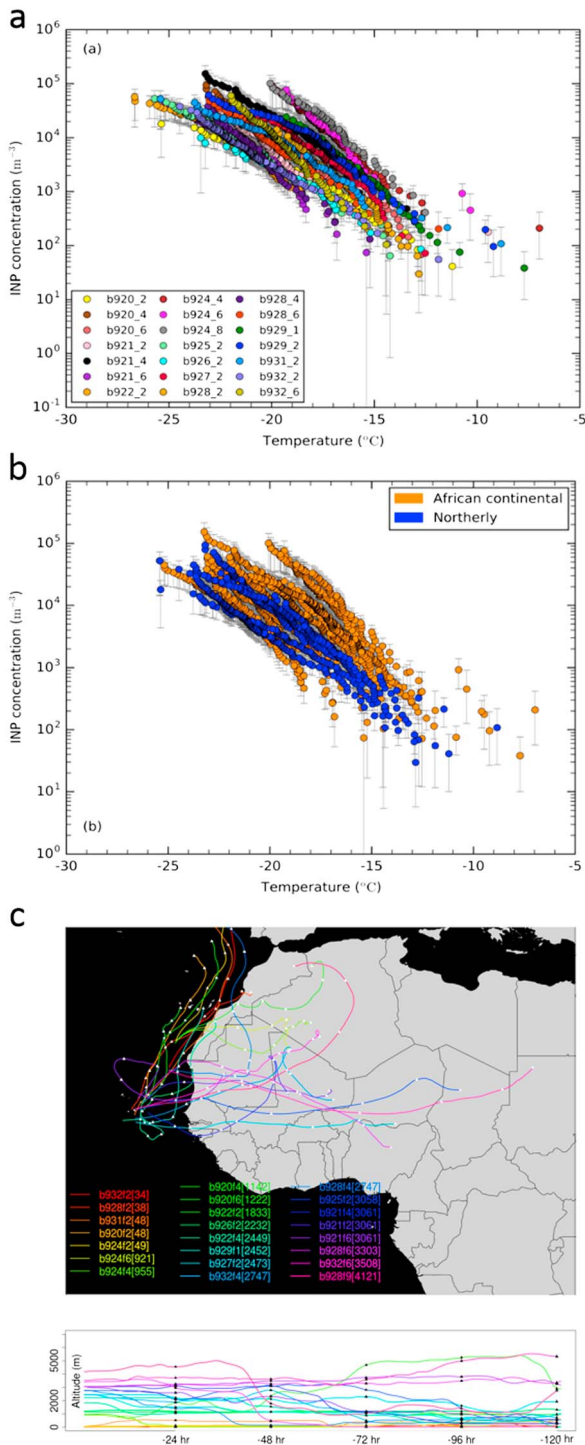 a
(a)
10^6
10^5
10^4
10^3
10^2
10^1
10^0
10^-1
INP concentration (m^-3)
b920_2 b924_4 b928_4
b920_4 b924_6 b928_6
b920_6 b924_8 b929_1
b921_2 b925_2 b929_2
b921_4 b926_2 b931_2
b921_6 b927_2 b932_2
b922_2 b928_2 b932_6
-30 -25 -20 -15 -10 -5
Temperature (°C)
b
10^6
10^5
10^4
10^3
10^2
10^1
10^0
INP concentration (m^-3)
African continental
Northerly
(b)
-30 -25 -20 -15 -10 -5
Temperature (°C)
c
b932f2[34]
b928f2[38]
b931f2[48]
b920f2[48]
b924f2[49]
b924f6[921]
b924f4[955]
b920f4[1142]
b920f6[1222]
b922f2[1833]
b926f2[2232]
b924f4[2449]
b929f1[2452]
b927f2[2473]
b932f4[2747]
b928f4[2747]
b925f2[3058]
b921f4[3061]
b921f2[3061]
b921f6[3061]
b928f6[3303]
b932f6[3508]
b928f9[4121]
Altitude (m)
5000
2000
0
-24 hr -48 hr -72 hr -96 hr -120 hr